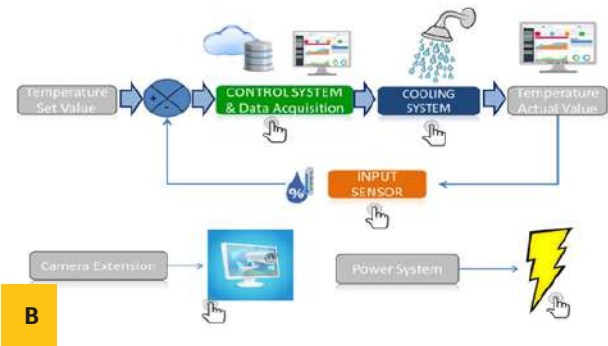 Temperature
Set Value
+
-
CONTROL SYSTEM
& Data Acquisition
COOLING
SYSTEM
Temperature
Actual Value
%
INPUT
SENSOR
Camera Extension
Power System
B